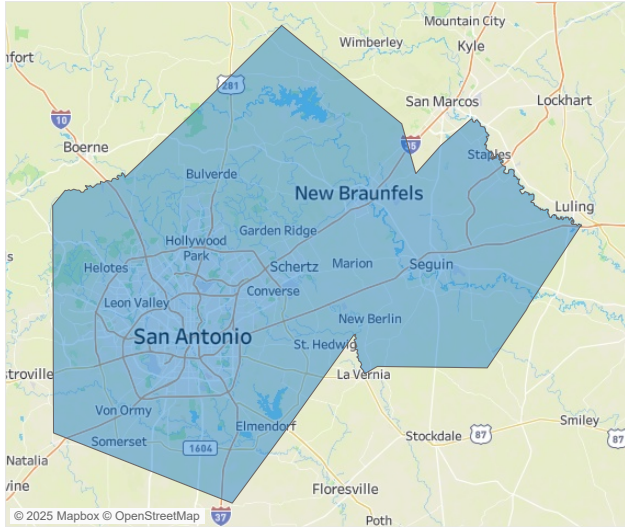 Mountain City
Wimberley
Kyle
nfort
281
San Marcos
Lockhart
10
35
Boerne
Staples
Bulverde
New Braunfels
Luling
Garden Ridge
Hollywood
Park
s
Helotes
Schertz
Marion
Seguin
Converse
Leon Valley
New Berlin
San Antonio
St. Hedwig
stroville
La Vernia
Von Ormy
Elmendorf
Smiley
Somerset
1604
Stockdale
87
87
Natalia
vine
Floresville
37
Poth
© 2025 Mapbox © OpenStreetMap